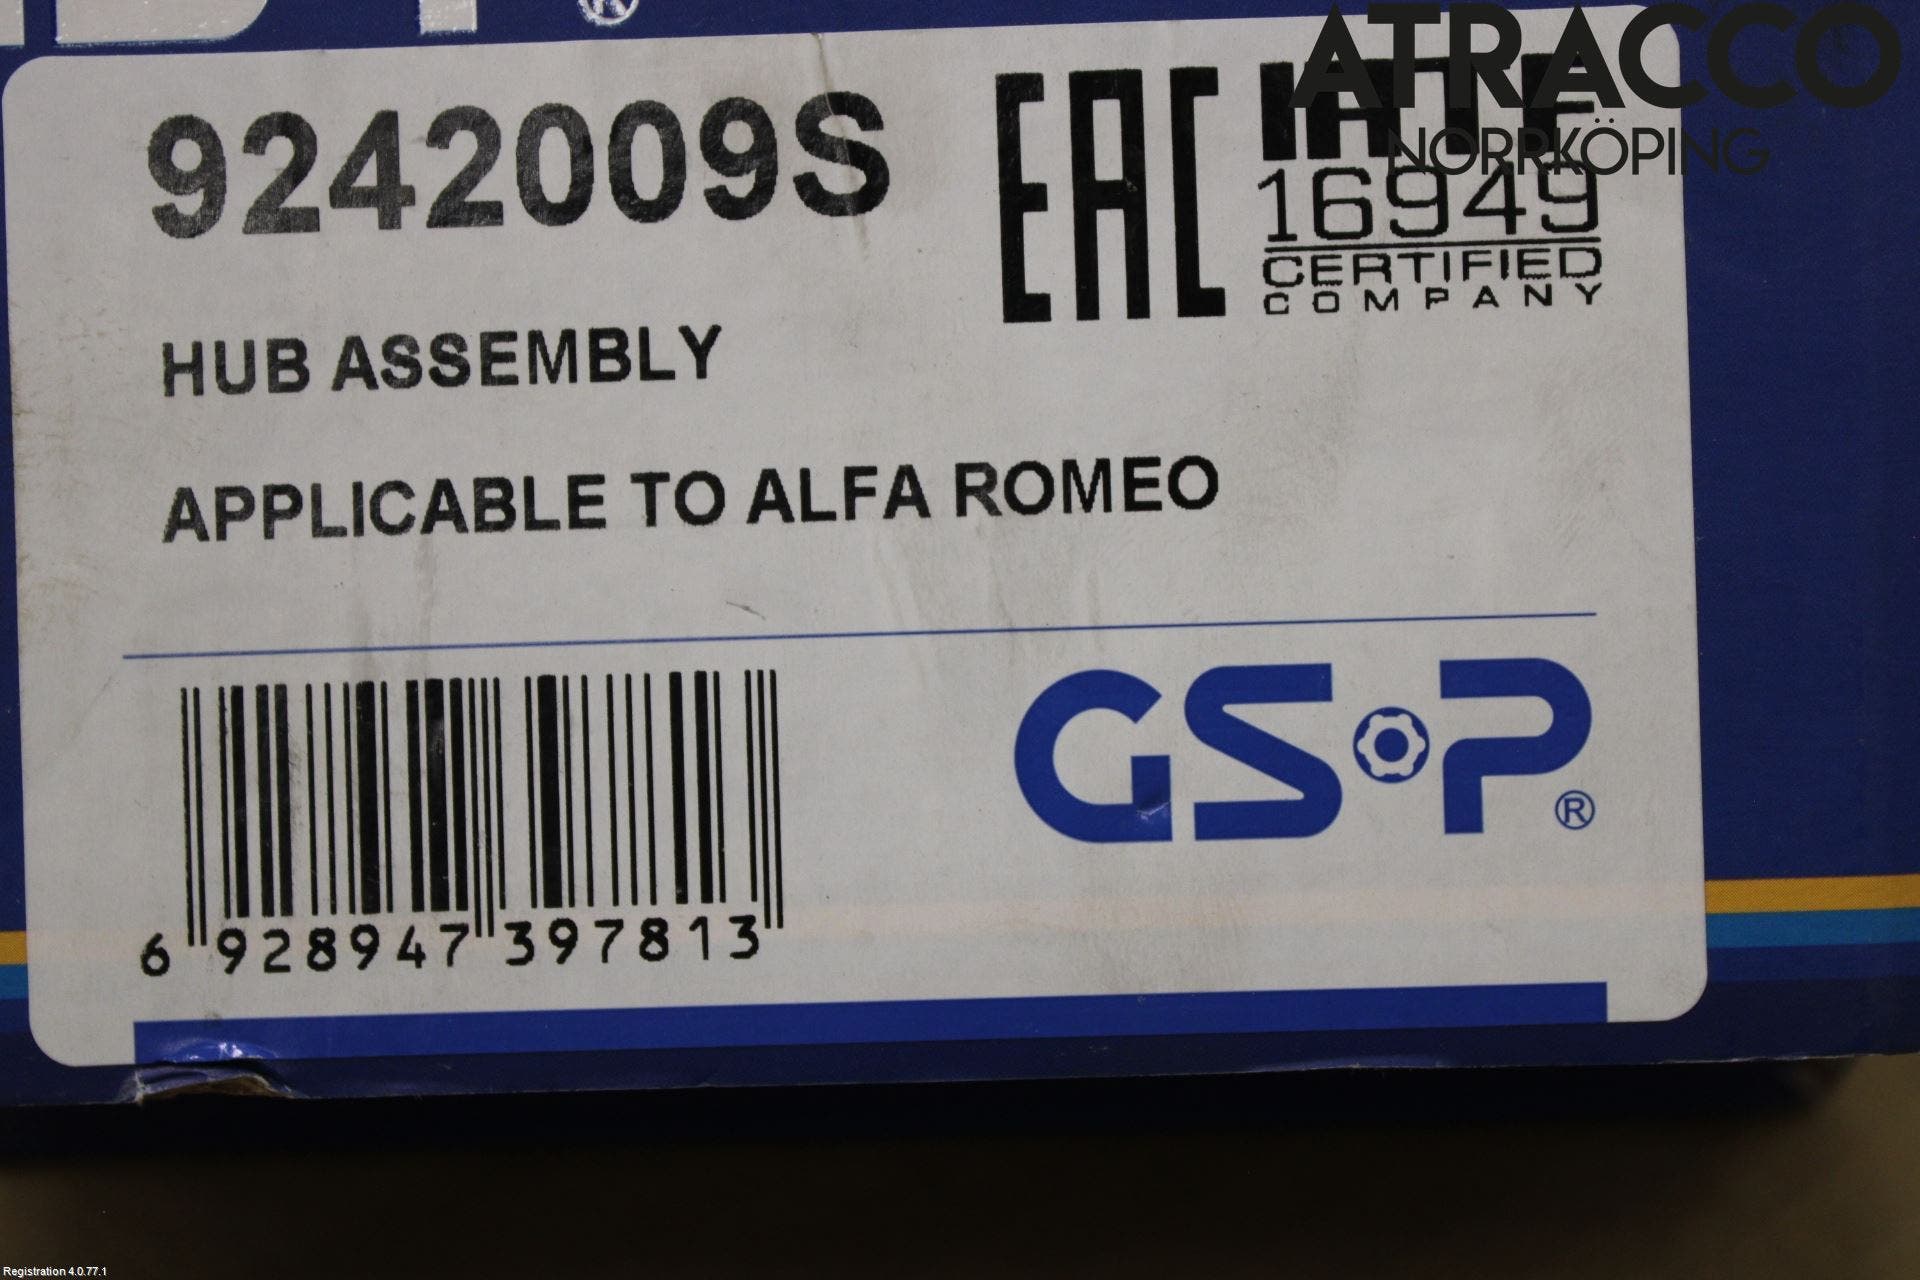 ATRACCO
NORRKÖPING
9242009S
EAC
IATF
16949
CERTIFIED
COMPANY
HUB ASSEMBLY
APPLICABLE TO ALFA ROMEO
GSP®
6 928947 397813
Registration 4.0.77.1